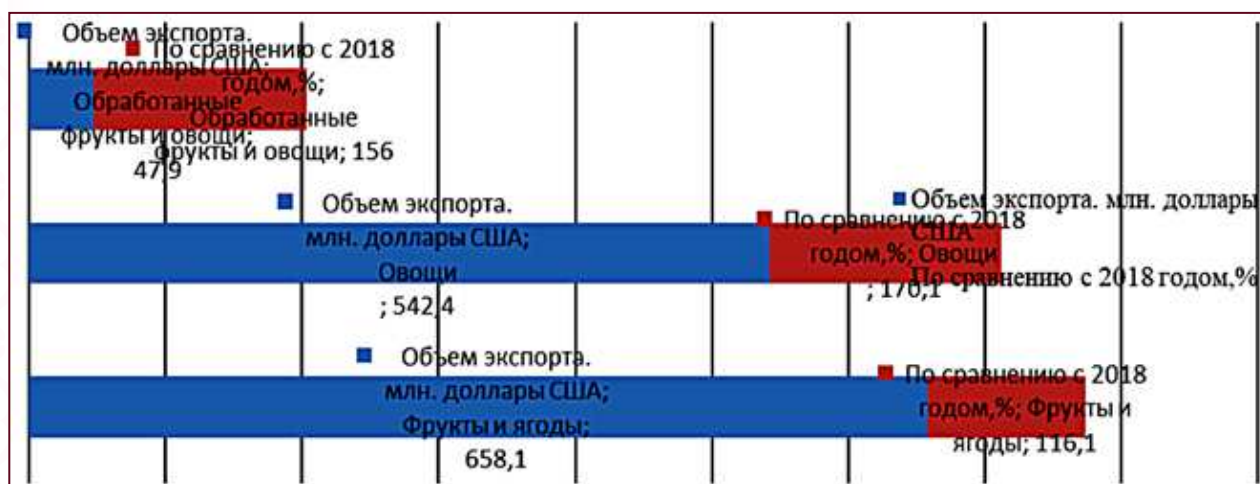 Объем экспорта.
млн. доллары США;
Обработанные
фрукты и овощи;
47,9
По сравнению с 2018
годом,%;
Обработанные
фрукты и овощи; 156
Объем экспорта.
млн. доллары США;
Овощи
; 542,4
По сравнению с 2018
годом,%; Овощи
; 170,1
Объем экспорта. млн. доллары
США
По сравнению с 2018 годом,%
Объем экспорта.
млн. доллары США;
Фрукты и ягоды;
658,1
По сравнению с 2018
годом,%; Фрукты и
ягоды; 116,1